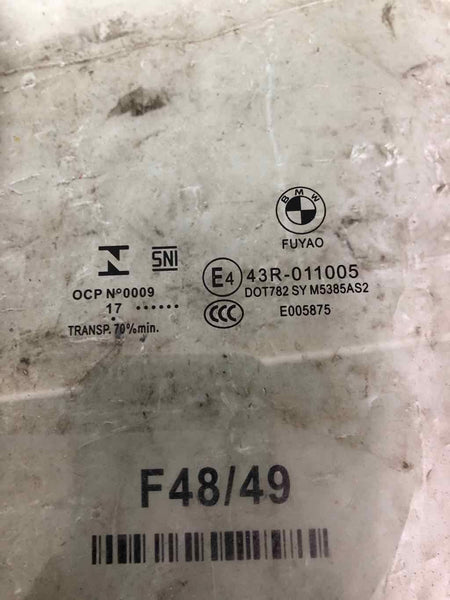 BMW
FUYAO
SNI
E4 43R-011005
OCP Nº0009
DOT782 SY M5385AS2
17 ......
CCC E005875
TRANSP. 70% min.
F48/49